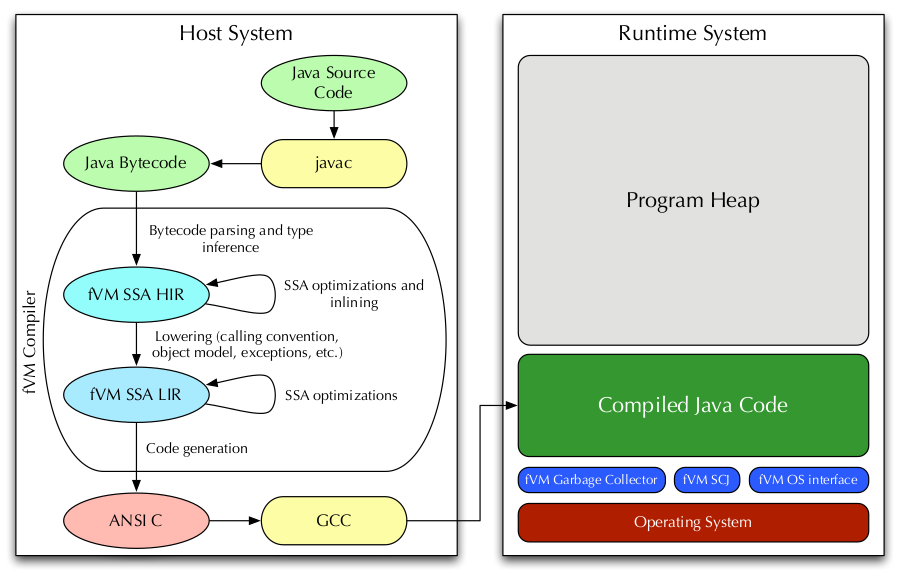 Host System
Java Source
Code
javac
Java Bytecode
Bytecode parsing and type
inference
fVM SSA HIR
SSA optimizations and
inlining
Lowering (calling convention,
object model, exceptions, etc.)
fVM SSA LIR
SSA optimizations
Code generation
fVM Compiler
ANSI C
GCC
Runtime System
Program Heap
Compiled Java Code
fVM Garbage Collector
fVM SCJ
fVM OS interface
Operating System